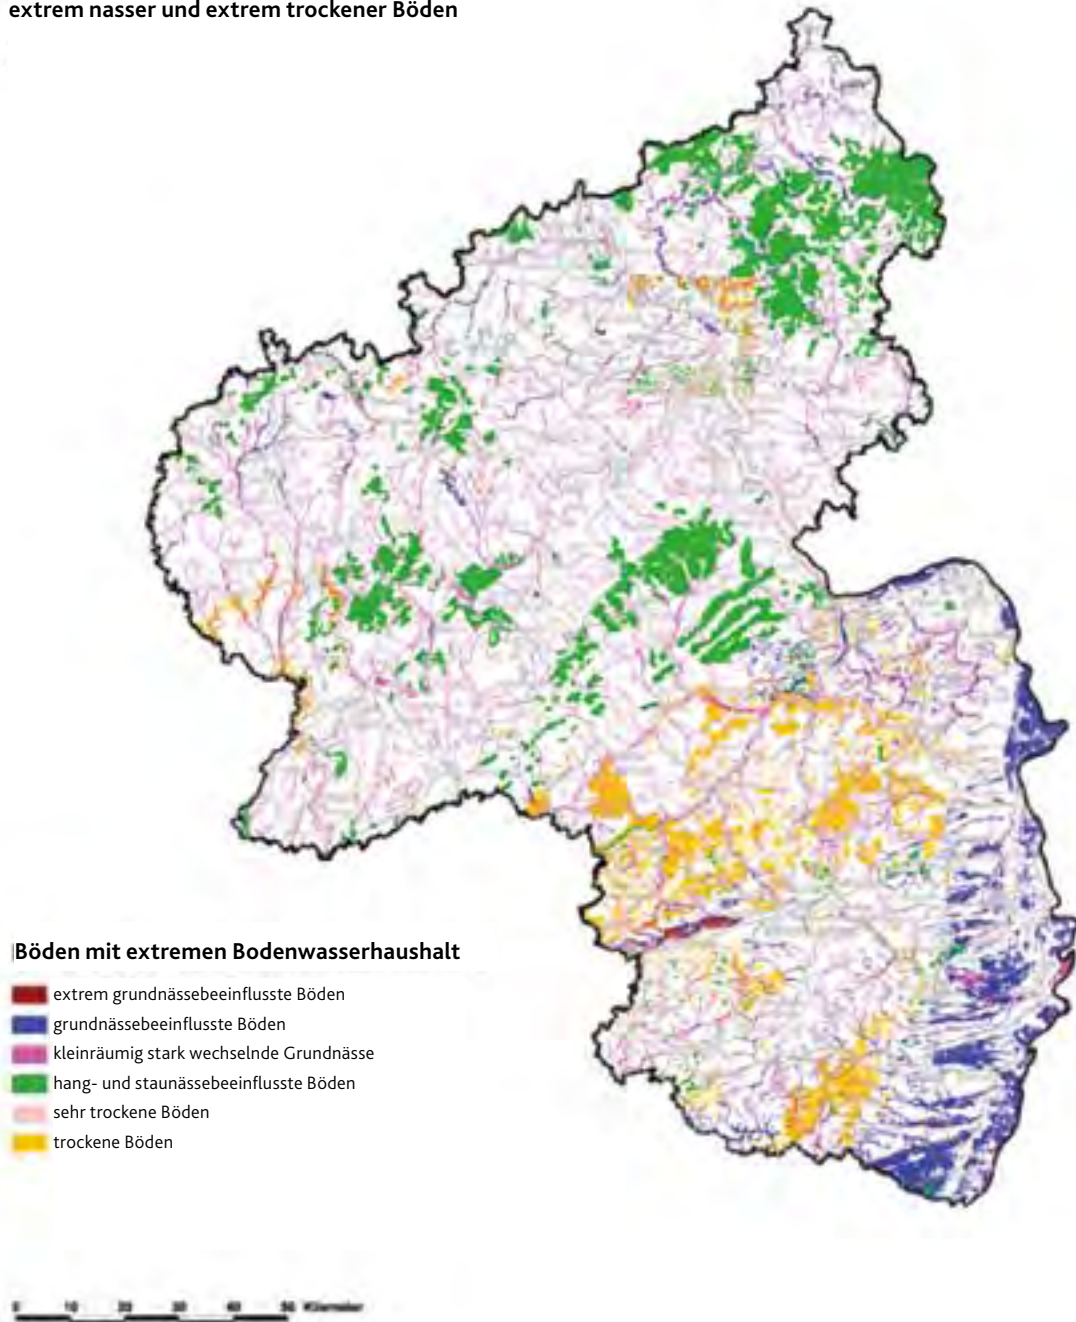 extrem nasser und extrem trockener Böden
Böden mit extremen Bodenwasserhaushalt
extrem grundnässebeeinflusste Böden
grundnässebeeinflusste Böden
kleinräumig stark wechselnde Grundnässe
hang- und staunässebeeinflusste Böden
sehr trockene Böden
trockene Böden
0 10 20 30 40 50 Kilometer